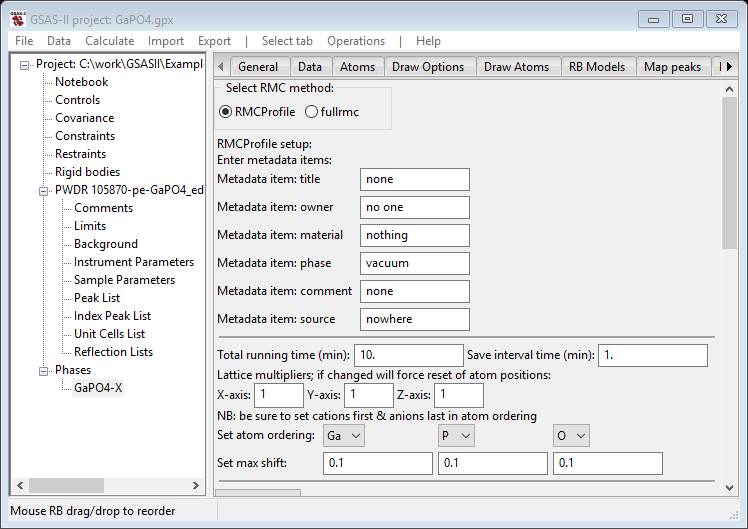 GSAS-II project: GaPO4.gpx
File Data Calculate Import Export | Select tab Operations | Help
Project: C:\work\GSASII\Exampl
Notebook
Controls
Covariance
Constraints
Restraints
Rigid bodies
PWDR 105870-pe-GaPO4_ed
Comments
Limits
Background
Instrument Parameters
Sample Parameters
Peak List
Index Peak List
Unit Cells List
Reflection Lists
Phases
GaPO4-X
General Data Atoms Draw Options Draw Atoms RB Models Map peaks
Select RMC method:
RMCProfile fullrmc
RMCProfile setup:
Enter metadata items:
Metadata item: title none
Metadata item: owner no one
Metadata item: material nothing
Metadata item: phase vacuum
Metadata item: comment none
Metadata item: source nowhere
Total running time (min): 10. Save interval time (min): 1.
Lattice multipliers; if changed will force reset of atom positions:
X-axis: 1 Y-axis: 1 Z-axis: 1
NB: be sure to set cations first & anions last in atom ordering
Set atom ordering: Ga P O
Set max shift: 0.1 0.1 0.1
Mouse RB drag/drop to reorder